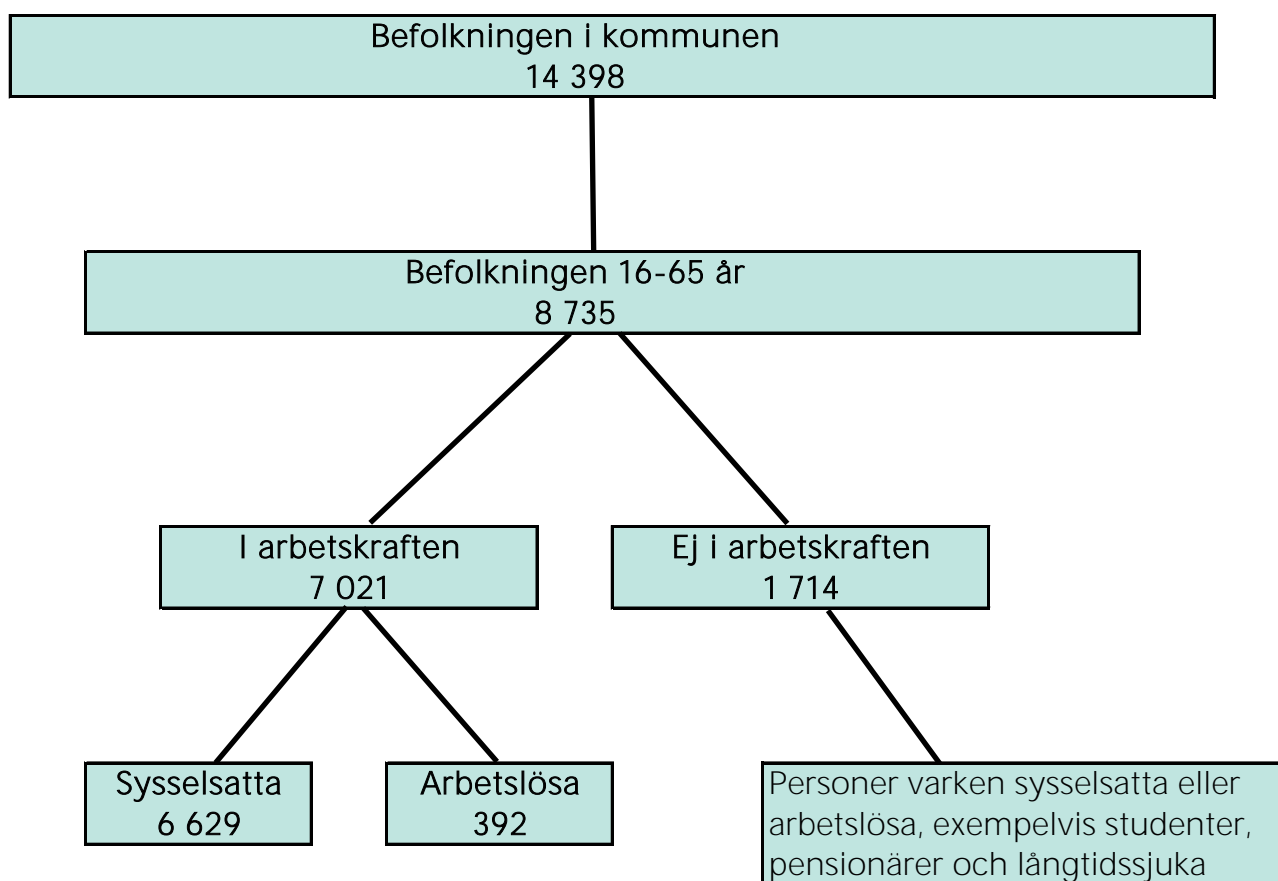 Befolkningen i kommunen
14 398
Befolkningen 16-65 år
8 735
I arbetskraften
7 021
Ej i arbetskraften
1 714
Sysselsatta
6 629
Arbetslösa
392
Personer varken sysselsatta eller
arbetslösa, exempelvis studenter,
pensionärer och långtidssjuka